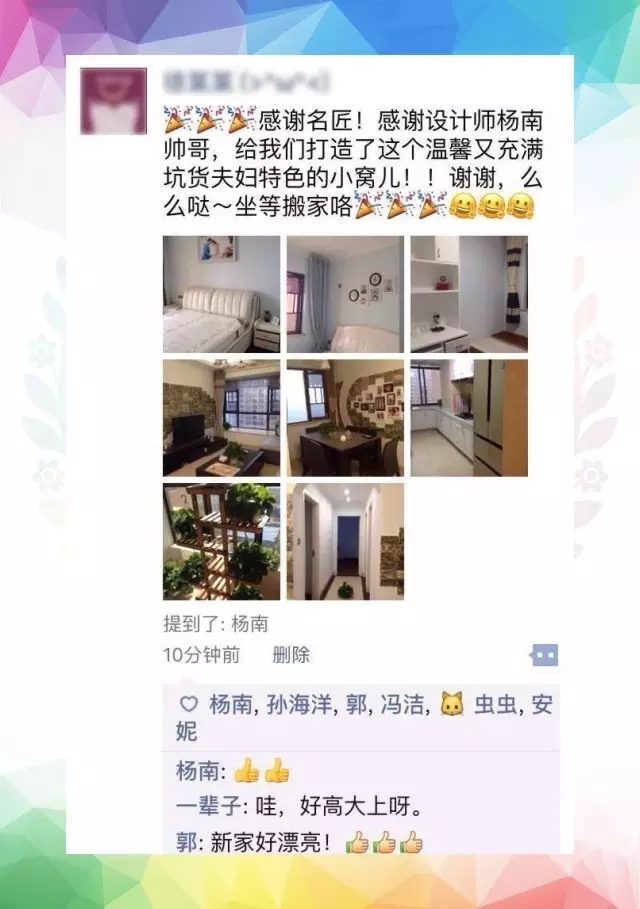 🎉🎉🎉感谢名匠！感谢设计师杨南
帅哥，给我们打造了这个温馨又充满
坑货夫妇特色的小窝儿！！谢谢，么
么哒～坐等搬家咯🎉🎉🎉🤗🤗🤗
提到了: 杨南
10分钟前 删除
♡ 杨南, 孙海洋, 郭, 冯洁, 🐱 虫虫, 安
妮
杨南: 👍👍
一辈子: 哇，好高大上呀。
郭: 新家好漂亮！👍👍👍